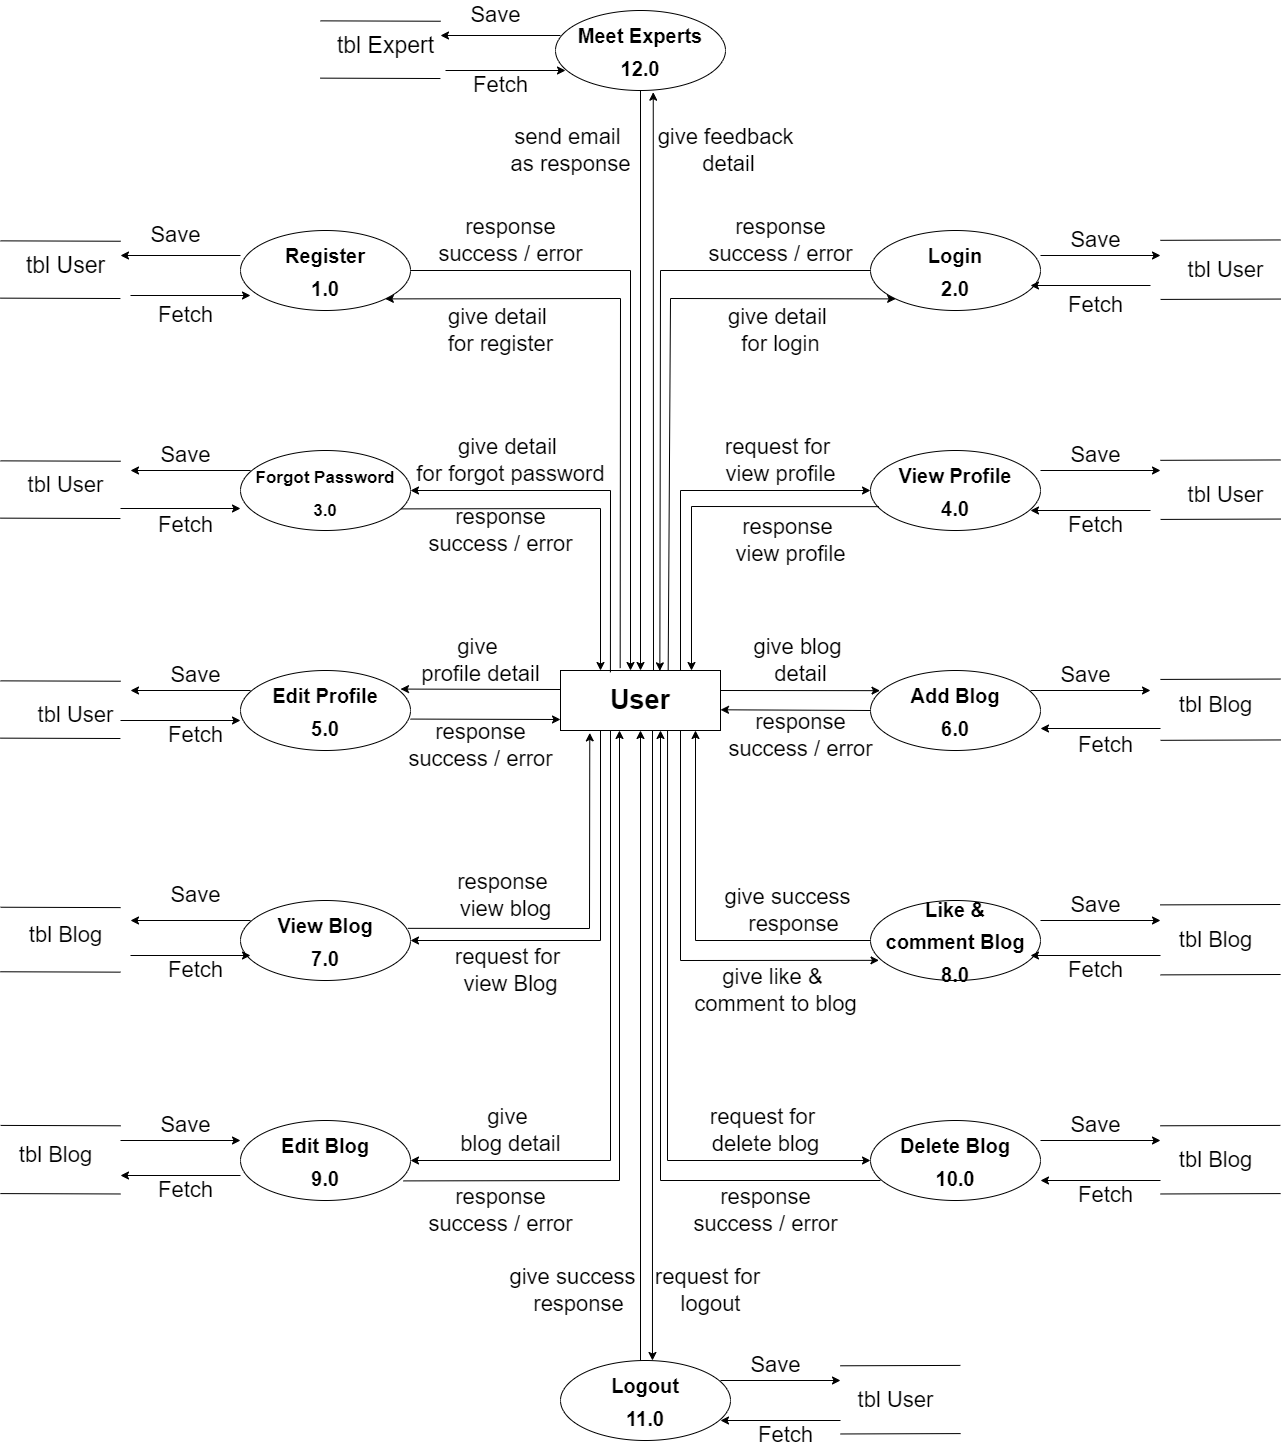 Save
tbl Expert
Fetch
Meet Experts
12.0
send email
as response
give feedback
detail
Save
tbl User
Fetch
Register
1.0
response
success / error
give detail
for register
response
success / error
give detail
for login
Login
2.0
Save
tbl User
Fetch
Save
tbl User
Fetch
Forgot Password
3.0
give detail
for forgot password
response
success / error
request for
view profile
response
view profile
View Profile
4.0
Save
tbl User
Fetch
Save
tbl User
Fetch
Edit Profile
5.0
give
profile detail
response
success / error
User
give blog
detail
response
success / error
Add Blog
6.0
Save
tbl Blog
Fetch
Save
tbl Blog
Fetch
View Blog
7.0
response
view blog
request for
view Blog
give success
response
give like &
comment to blog
Like &
comment Blog
8.0
Save
tbl Blog
Fetch
Save
tbl Blog
Fetch
Edit Blog
9.0
give
blog detail
response
success / error
request for
delete blog
response
success / error
Delete Blog
10.0
Save
tbl Blog
Fetch
give success
response
request for
logout
Logout
11.0
Save
tbl User
Fetch